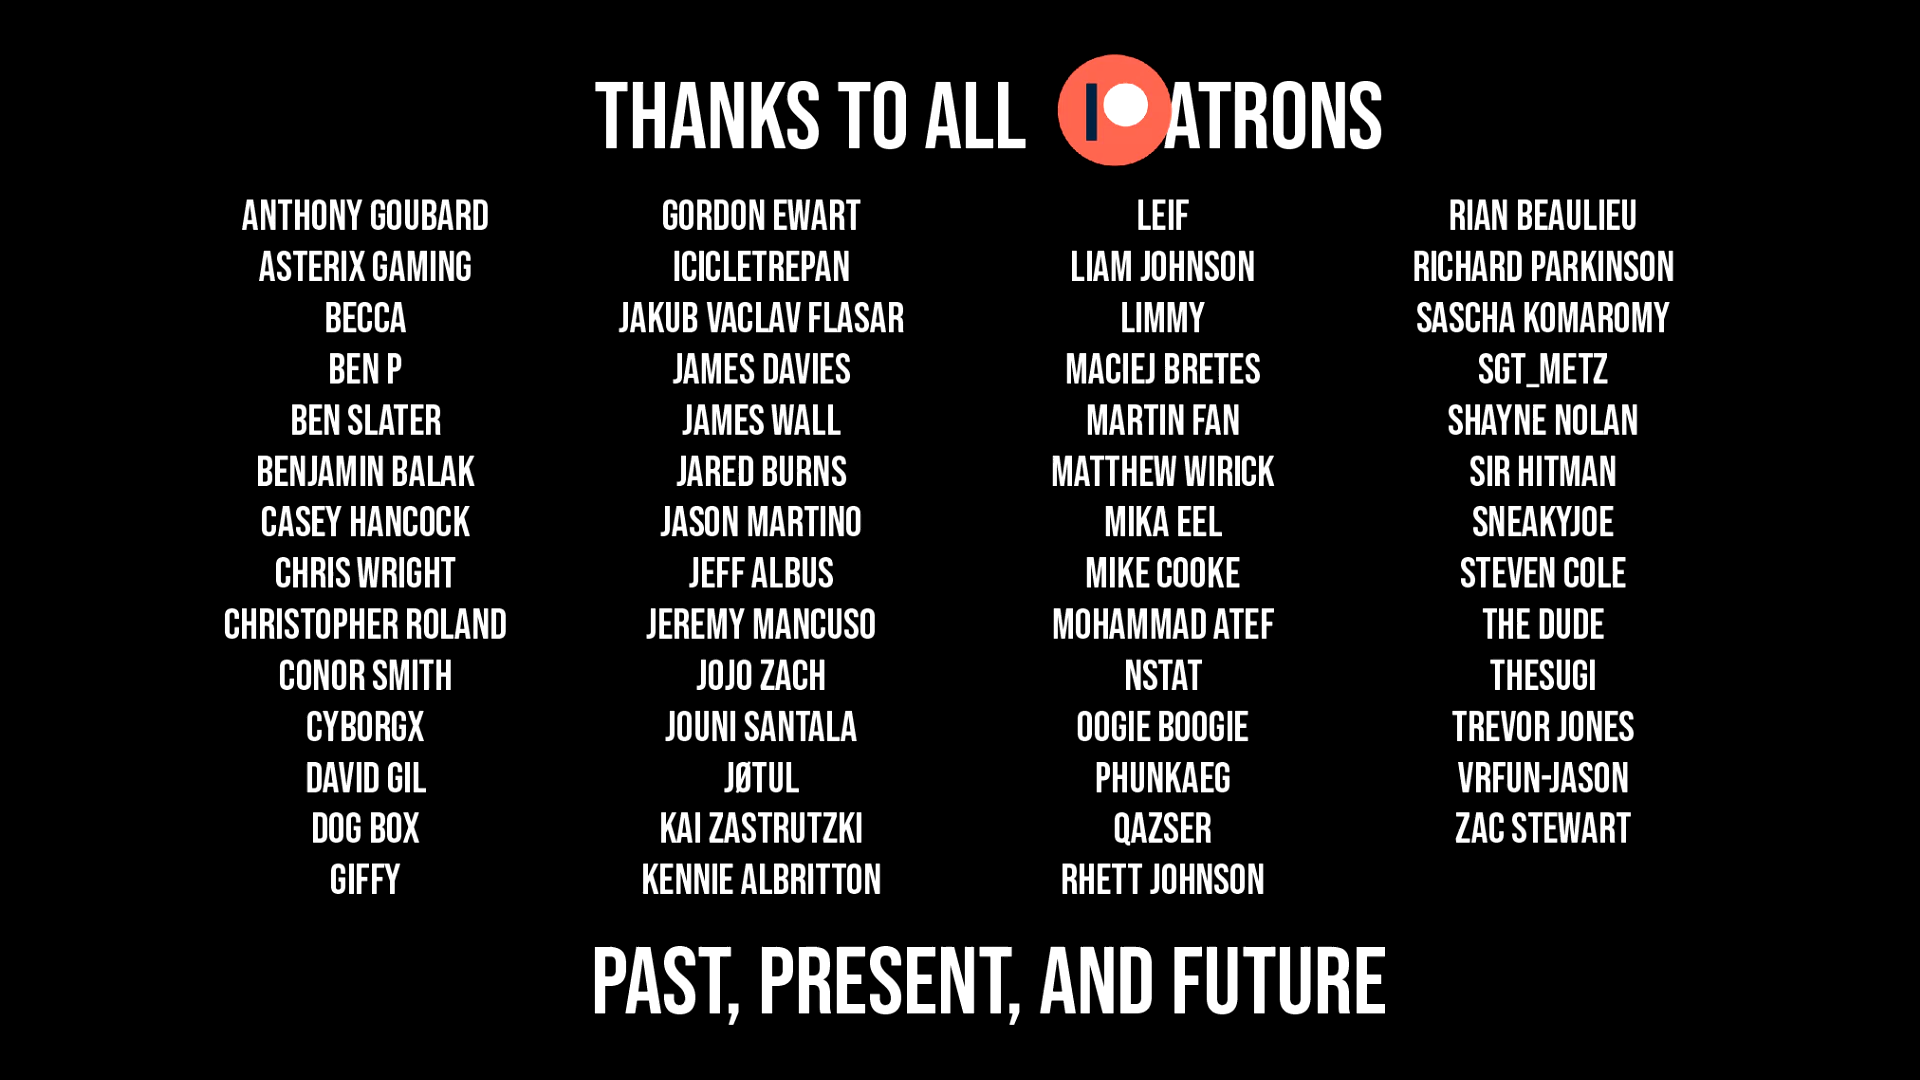 THANKS TO ALL PATRONS
ANTHONY GOUBARD
ASTERIX GAMING
BECCA
BEN P
BEN SLATER
BENJAMIN BALAK
CASEY HANCOCK
CHRIS WRIGHT
CHRISTOPHER ROLAND
CONOR SMITH
CYBORGX
DAVID GIL
DOG BOX
GIFFY
GORDON EWART
ICICLETREPAN
JAKUB VACLAV FLASAR
JAMES DAVIES
JAMES WALL
JARED BURNS
JASON MARTINO
JEFF ALBUS
JEREMY MANCUSO
JOJO ZACH
JOUNI SANTALA
JØTUL
KAI ZASTRUTZKI
KENNIE ALBRITTON
LEIF
LIAM JOHNSON
LIMMY
MACIEJ BRETES
MARTIN FAN
MATTHEW WIRICK
MIKA EEL
MIKE COOKE
MOHAMMAD ATEF
NSTAT
OOGIE BOOGIE
PHUNKAEG
QAZSER
RHETT JOHNSON
RIAN BEAULIEU
RICHARD PARKINSON
SASCHA KOMAROMY
SGT_METZ
SHAYNE NOLAN
SIR HITMAN
SNEAKYJOE
STEVEN COLE
THE DUDE
THESUGI
TREVOR JONES
VRFUN-JASON
ZAC STEWART
PAST, PRESENT, AND FUTURE